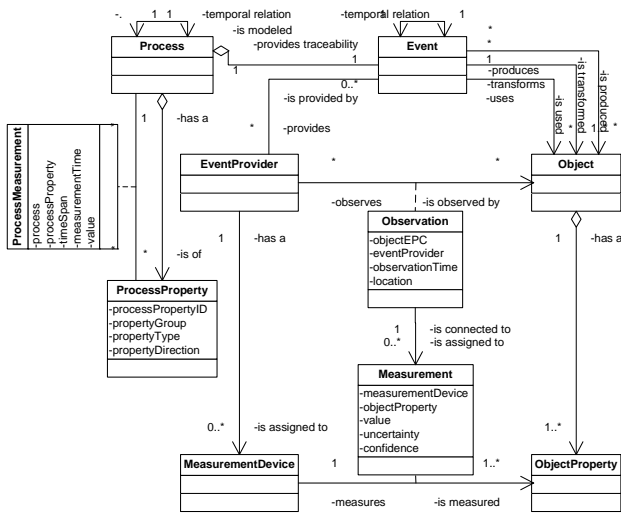 -. 1 1 -temporal relation
-temporal relation 1 1
-is modeled
Process
-provides traceability
Event
1
1
*
*
1
1
-produces
-transforms
-uses
-is used
-is transformed
-is produced
*
1
*
0..*
-is provided by
* -provides
1
-has a
ProcessMeasurement
-process
-processProperty
-timeSpan
-measurementTime
-value
*
*
EventProvider
*
*
Object
-observes
-is observed by
Observation
-objectEPC
-eventProvider
-observationTime
-location
1 -has a
1 -has a
* -is of
ProcessProperty
-processPropertyID
-propertyGroup
-propertyType
-propertyDirection
1 -is connected to
0..* -is assigned to
Measurement
-measurementDevice
-objectProperty
-value
-uncertainty
-confidence
0..* -is assigned to
1..*
MeasurementDevice
1
1..*
ObjectProperty
-measures
-is measured